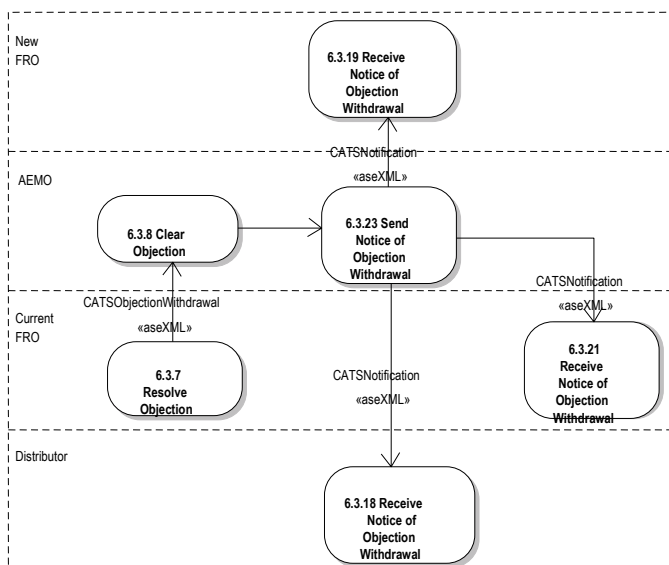 New
FRO
6.3.19 Receive
Notice of
Objection
Withdrawal
CATSNotification
«aseXML»
AEMO
6.3.8 Clear
Objection
6.3.23 Send
Notice of
Objection
Withdrawal
CATSNotification
«aseXML»
CATSObjectionWithdrawal
«aseXML»
Current
FRO
6.3.7
Resolve
Objection
CATSNotification
«aseXML»
6.3.21
Receive
Notice of
Objection
Withdrawal
Distributor
6.3.18 Receive
Notice of
Objection
Withdrawal